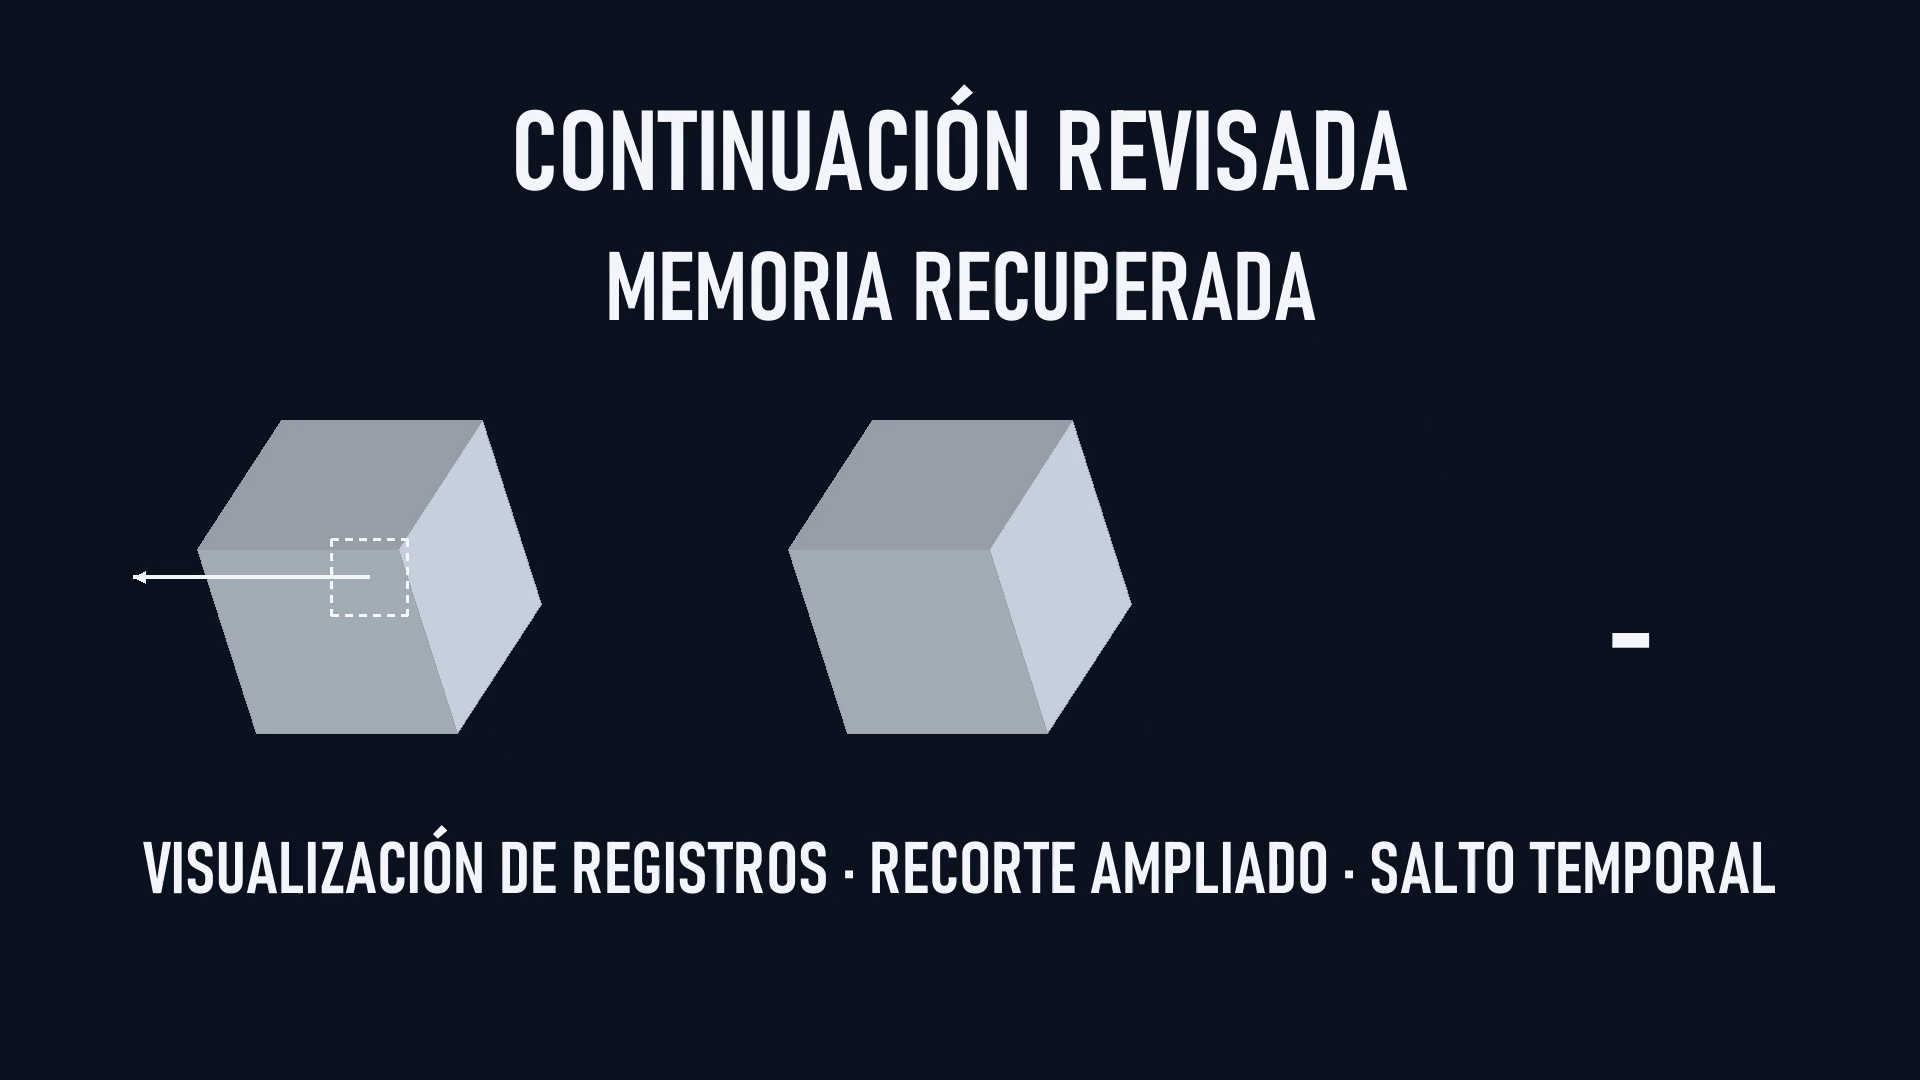 CONTINUACIÓN REVISADA
MEMORIA RECUPERADA
-
VISUALIZACIÓN DE REGISTROS · RECORTE AMPLIADO · SALTO TEMPORAL